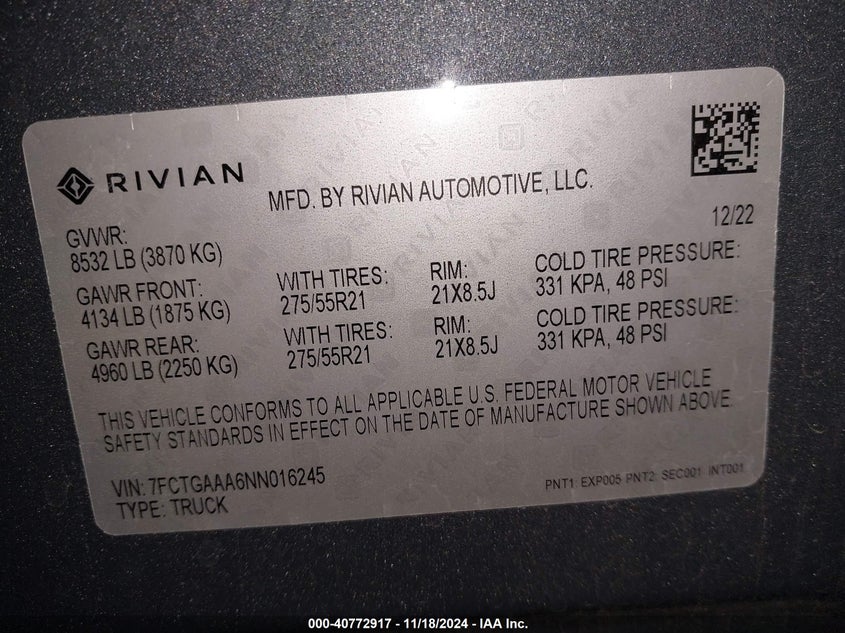 RIVIAN
MFD. BY RIVIAN AUTOMOTIVE, LLC.
12/22
GVWR:
8532 LB (3870 KG)
GAWR FRONT: WITH TIRES: RIM: COLD TIRE PRESSURE:
4134 LB (1875 KG) 275/55R21 21X8.5J 331 KPA, 48 PSI
GAWR REAR: WITH TIRES: RIM: COLD TIRE PRESSURE:
4960 LB (2250 KG) 275/55R21 21X8.5J 331 KPA, 48 PSI
THIS VEHICLE CONFORMS TO ALL APPLICABLE U.S. FEDERAL MOTOR VEHICLE
SAFETY STANDARDS IN EFFECT ON THE DATE OF MANUFACTURE SHOWN ABOVE.
VIN: 7FCTGAAA6NN016245
TYPE: TRUCK
PNT1: EXP005 PNT2: SEC001 INT001
000-40772917 - 11/18/2024 - IAA Inc.